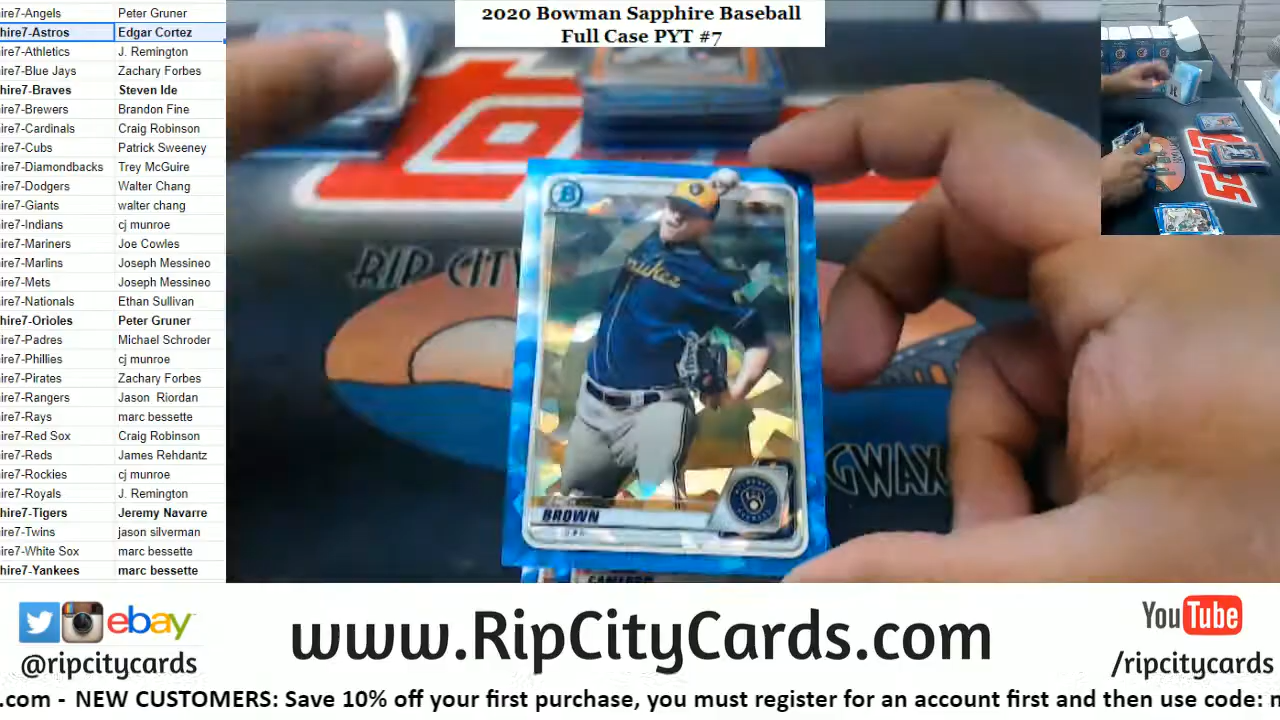 2020 Bowman Sapphire Baseball
Full Case PYT #7
ire7-Angels Peter Gruner
hire7-Astros Edgar Cortez
ire7-Athletics J. Remington
ire7-Blue Jays Zachary Forbes
hire7-Braves Steven Ide
ire7-Brewers Brandon Fine
ire7-Cardinals Craig Robinson
ire7-Cubs Patrick Sweeney
ire7-Diamondbacks Trey McGuire
ire7-Dodgers Walter Chang
ire7-Giants walter chang
ire7-Indians cj munroe
ire7-Mariners Joe Cowles
ire7-Marlins Joseph Messineo
ire7-Mets Joseph Messineo
ire7-Nationals Ethan Sullivan
hire7-Orioles Peter Gruner
ire7-Padres Michael Schroder
ire7-Phillies cj munroe
ire7-Pirates Zachary Forbes
ire7-Rangers Jason Riordan
ire7-Rays marc bessette
ire7-Red Sox Craig Robinson
ire7-Reds James Rehdantz
ire7-Rockies cj munroe
ire7-Royals J. Remington
hire7-Tigers Jeremy Navarre
ire7-Twins jason silverman
ire7-White Sox marc bessette
hire7-Yankees marc bessette
RIP CITY
GWAX
BROWN
ebay
@ripcitycards
www.RipCityCards.com
YouTube
/ripcitycards
.com - NEW CUSTOMERS: Save 10% off your first purchase, you must register for an account first and then use code: n